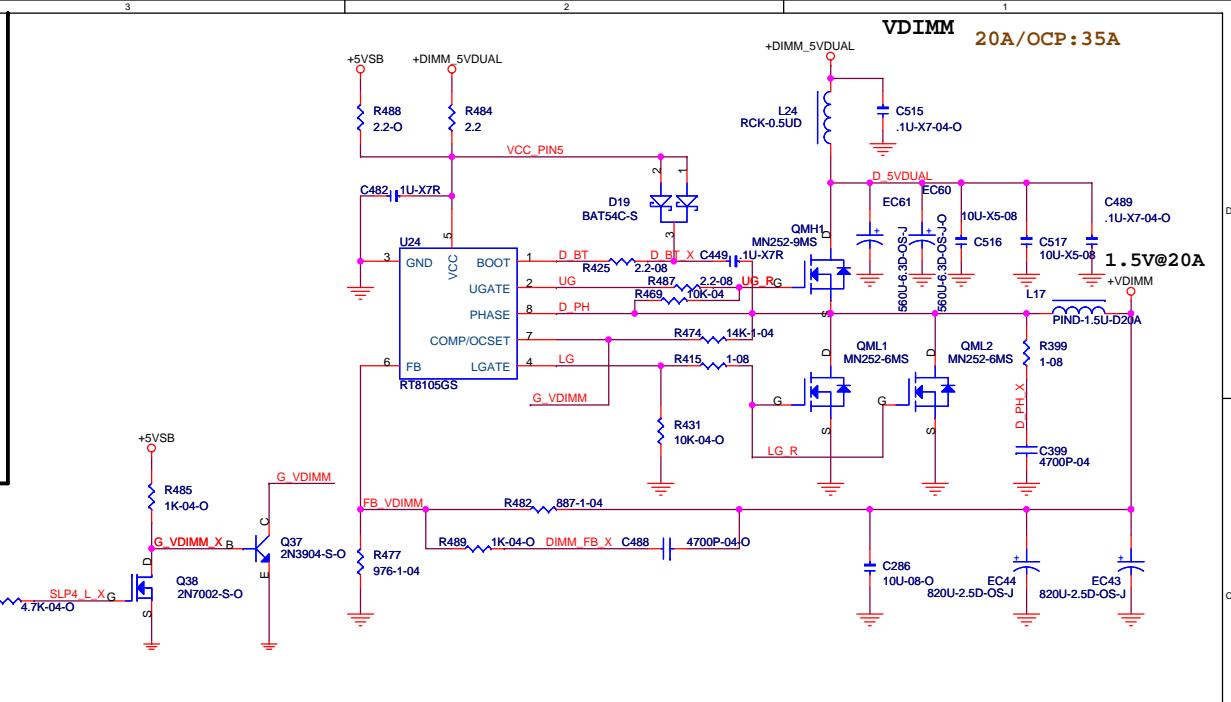 3
2
1
VDIMM
20A/OCP:35A
+5VSB
+DIMM_5VDUAL
+DIMM_5VDUAL
R488
2.2-O
R484
2.2
L24
RCK-0.5UD
C515
.1U-X7-04-O
VCC_PIN5
D_5VDUAL
C482
1U-X7R
2
1
D19
BAT54C-S
3
EC61
560U-6.3D-OS-J
EC60
560U-6.3D-OS-J-O
10U-X5-08
C516
C517
10U-X5-08
C489
.1U-X7-04-O
D
1.5V@20A
+VDIMM
U24
5
VCC
3
GND
BOOT
1
D_BT
R425
2.2-08
D_BT_X
C449
.1U-X7R
QMH1
MN252-9MS
D
G
S
UGATE
2
UG
R487
2.2-08
UG_R
R469
10K-04
PHASE
8
D_PH
L17
PIND-1.5U-D20A
COMP/OCSET
7
R474
14K-1-04
6
FB
LGATE
4
LG
R415
1-08
RT8105GS
QML1
MN252-6MS
D
G
S
QML2
MN252-6MS
D
G
S
R399
1-08
D_PH_X
C399
4700P-04
G_VDIMM
R431
10K-04-O
LG_R
+5VSB
R485
1K-04-O
G_VDIMM
G_VDIMM_X
B
C
E
Q37
2N3904-S-O
FB_VDIMM
R482
887-1-04
R489
1K-04-O
DIMM_FB_X
C488
4700P-04-O
R477
976-1-04
D
G
S
Q38
2N7002-S-O
SLP4_L_X
4.7K-04-O
C286
10U-08-O
EC44
820U-2.5D-OS-J
EC43
820U-2.5D-OS-J
C